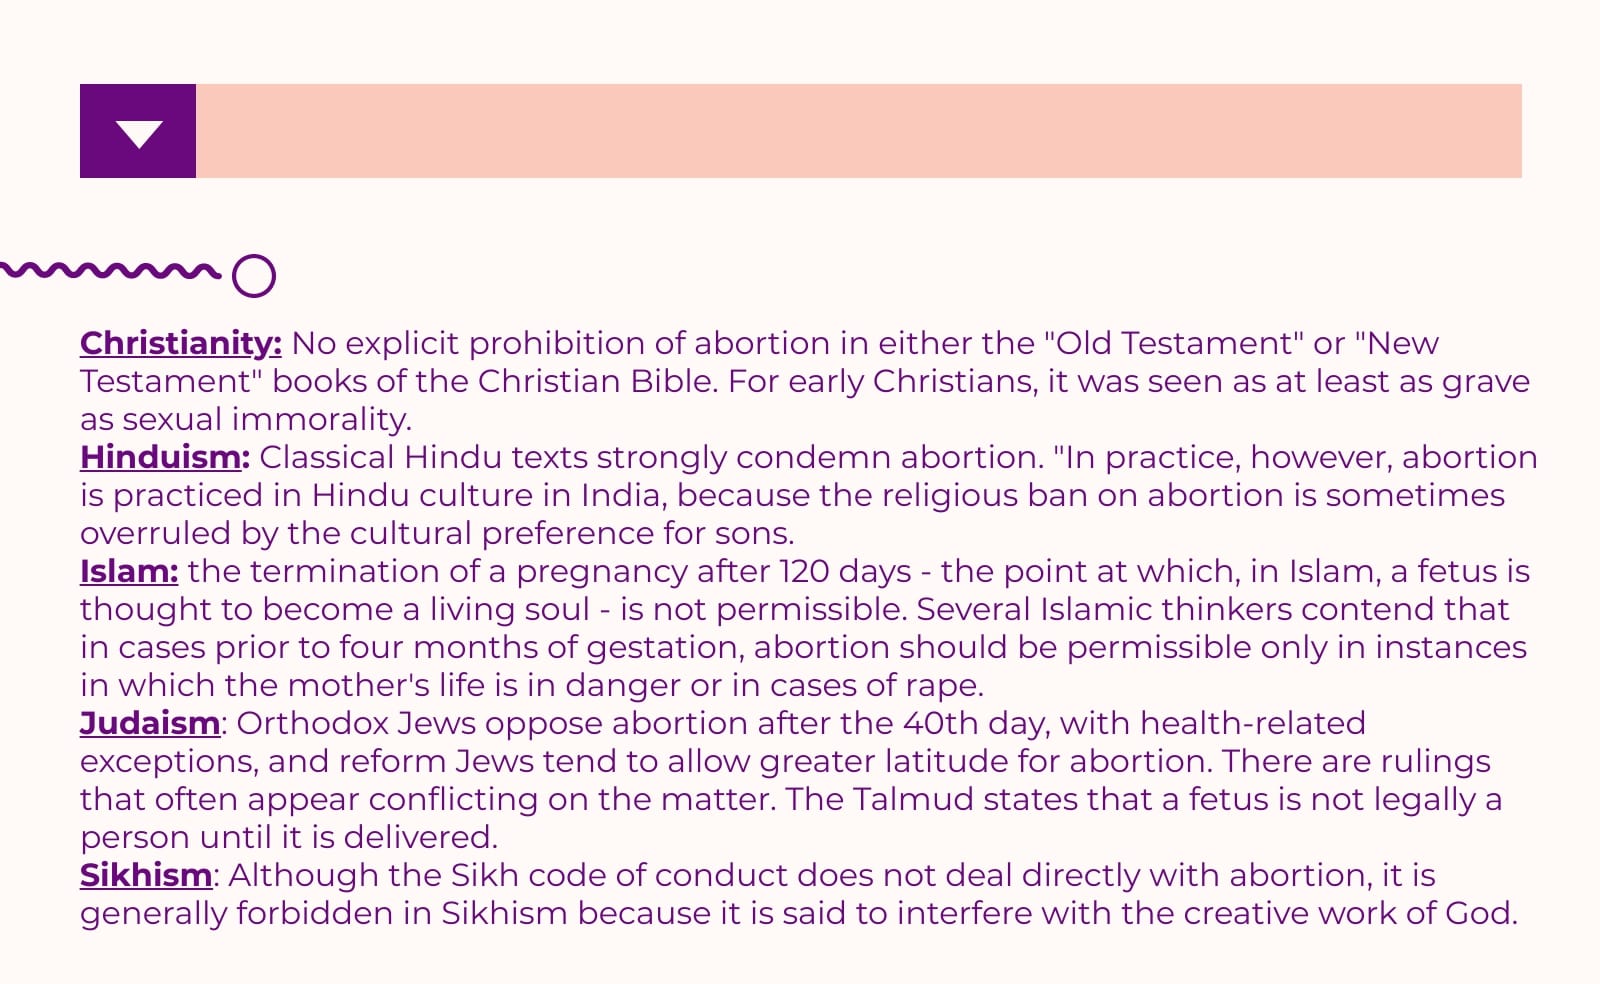 Christianity: No explicit prohibition of abortion in either the "Old Testament" or "New
Testament" books of the Christian Bible. For early Christians, it was seen as at least as grave
as sexual immorality.
Hinduism: Classical Hindu texts strongly condemn abortion. "In practice, however, abortion
is practiced in Hindu culture in India, because the religious ban on abortion is sometimes
overruled by the cultural preference for sons.
Islam: the termination of a pregnancy after 120 days - the point at which, in Islam, a fetus is
thought to become a living soul - is not permissible. Several Islamic thinkers contend that
in cases prior to four months of gestation, abortion should be permissible only in instances
in which the mother's life is in danger or in cases of rape.
Judaism: Orthodox Jews oppose abortion after the 40th day, with health-related
exceptions, and reform Jews tend to allow greater latitude for abortion. There are rulings
that often appear conflicting on the matter. The Talmud states that a fetus is not legally a
person until it is delivered.
Sikhism: Although the Sikh code of conduct does not deal directly with abortion, it is
generally forbidden in Sikhism because it is said to interfere with the creative work of God.